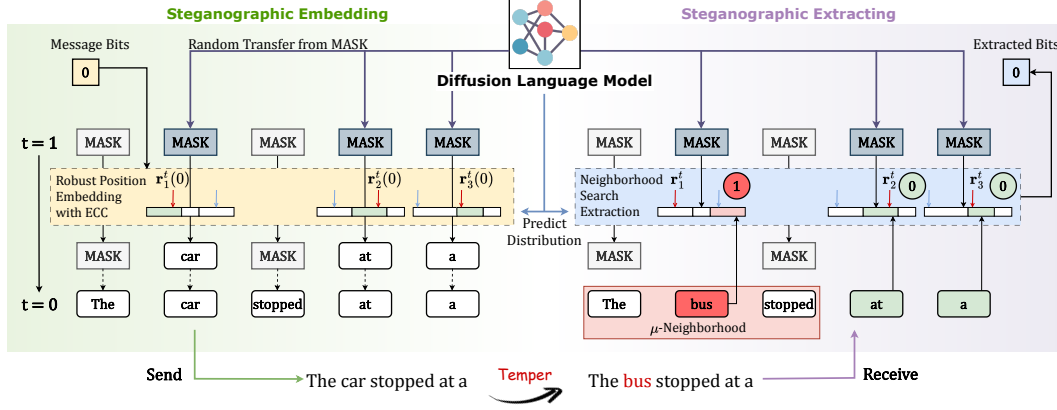 Steganographic Embedding
Steganographic Extracting
Message Bits
Random Transfer from MASK
Extracted Bits
0
0
Diffusion Language Model
t = 1
MASK
MASK
MASK
MASK
MASK
MASK
MASK
MASK
MASK
MASK
Robust Position
Embedding
with ECC
r₁ᵗ(0)
r₂ᵗ(0)
r₃ᵗ(0)
Neighborhood
Search
Extraction
r₁ᵗ
1
r₂ᵗ
0
r₃ᵗ
0
Predict
Distribution
MASK
car
MASK
at
a
MASK
MASK
t = 0
The
car
stopped
at
a
The
bus
stopped
at
a
μ-Neighborhood
Send
The car stopped at a
Temper
The bus stopped at a
Receive